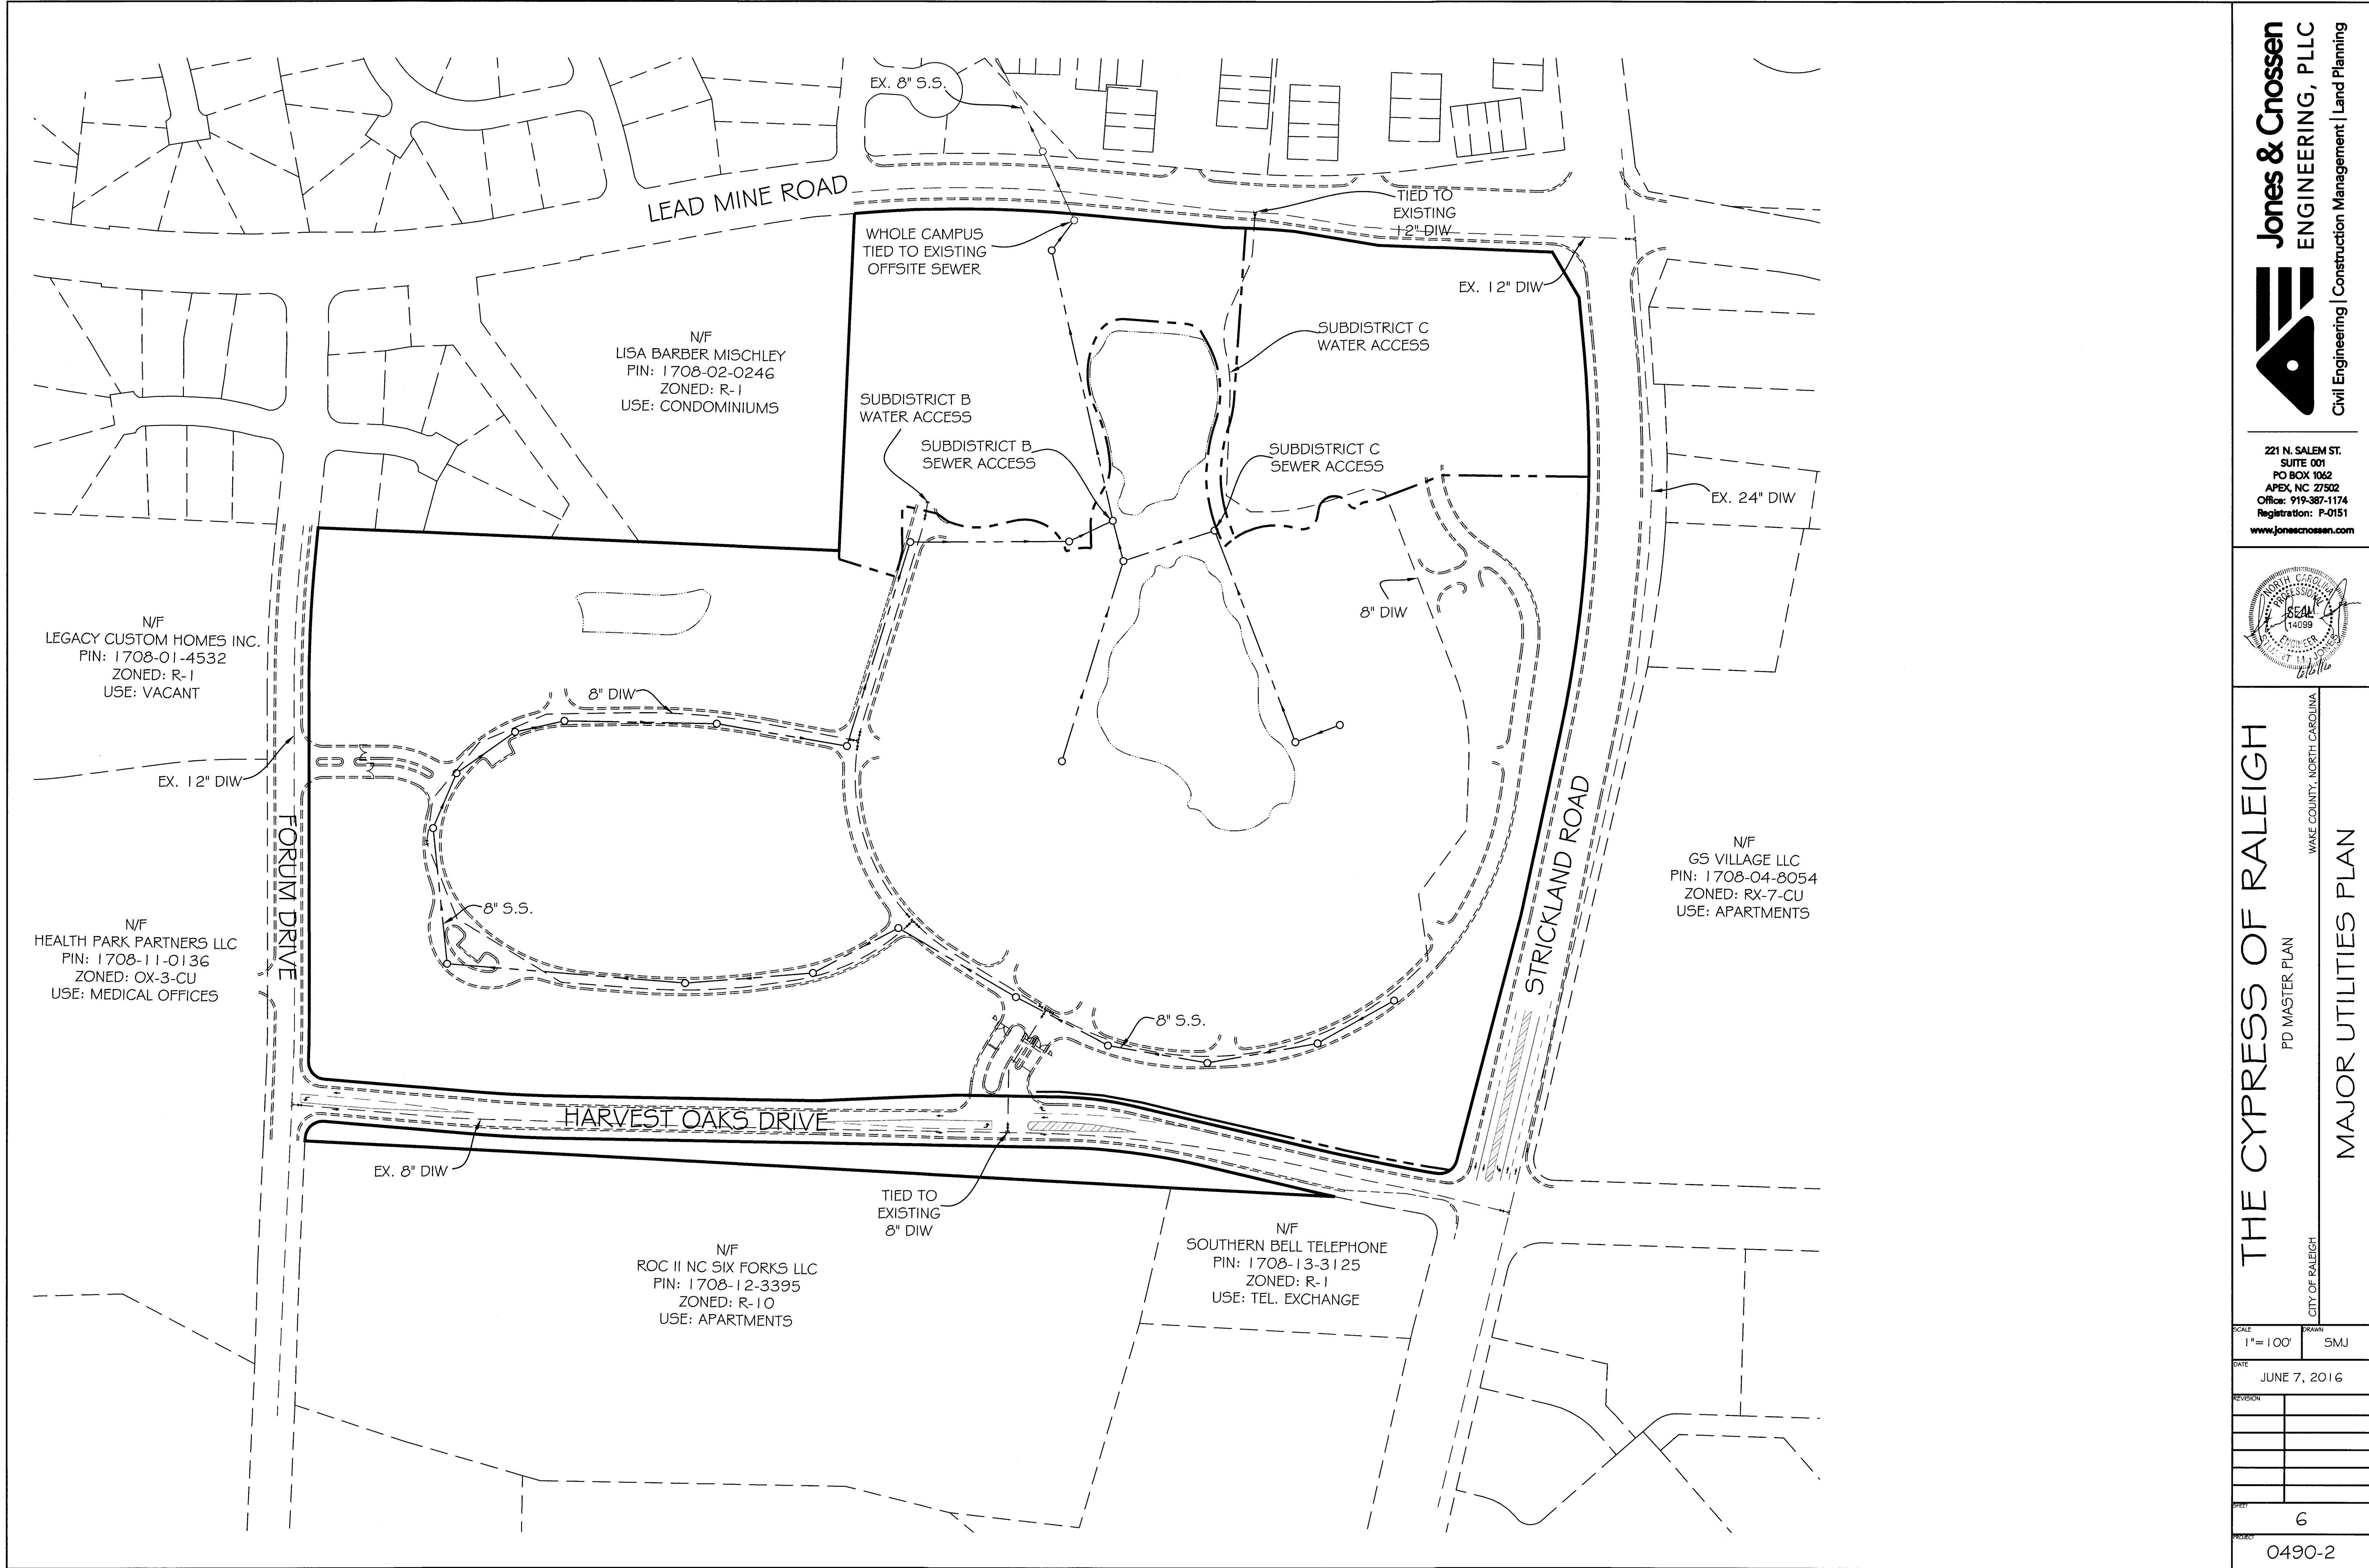 EX. 8" S.S.
LEAD MINE ROAD
TIED TO
EXISTING
12" DIW
WHOLE CAMPUS
TIED TO EXISTING
OFFSITE SEWER
EX. 12" DIW
N/F
LISA BARBER MISCHLEY
PIN: 1708-02-0246
ZONED: R-1
USE: CONDOMINIUMS
SUBDISTRICT C
WATER ACCESS
SUBDISTRICT B
WATER ACCESS
SUBDISTRICT B
SEWER ACCESS
SUBDISTRICT C
SEWER ACCESS
EX. 24" DIW
8" DIW
N/F
LEGACY CUSTOM HOMES INC.
PIN: 1708-01-4532
ZONED: R-1
USE: VACANT
8" DIW
EX. 12" DIW
FORUM DRIVE
STRICKLAND ROAD
N/F
GS VILLAGE LLC
PIN: 1708-04-8054
ZONED: RX-7-CU
USE: APARTMENTS
8" S.S.
N/F
HEALTH PARK PARTNERS LLC
PIN: 1708-11-0136
ZONED: OX-3-CU
USE: MEDICAL OFFICES
8" S.S.
HARVEST OAKS DRIVE
EX. 8" DIW
TIED TO
EXISTING
8" DIW
N/F
ROC II NC SIX FORKS LLC
PIN: 1708-12-3395
ZONED: R-10
USE: APARTMENTS
N/F
SOUTHERN BELL TELEPHONE
PIN: 1708-13-3125
ZONED: R-1
USE: TEL. EXCHANGE
Jones & Cnossen
ENGINEERING, PLLC
Civil Engineering | Construction Management | Land Planning
221 N. SALEM ST.
SUITE 001
PO BOX 1062
APEX, NC 27502
Office: 919-387-1174
Registration: P-0151
www.jonescnossen.com
NORTH CAROLINA
PROFESSIONAL
SEAL
14099
ENGINEER
THE CYPRESS OF RALEIGH
PD MASTER PLAN
CITY OF RALEIGH
WAKE COUNTY, NORTH CAROLINA
MAJOR UTILITIES PLAN
SCALE
1"=100'
DRAWN
SMJ
DATE
JUNE 7, 2016
REVISION
SHEET
6
PROJECT
0490-2